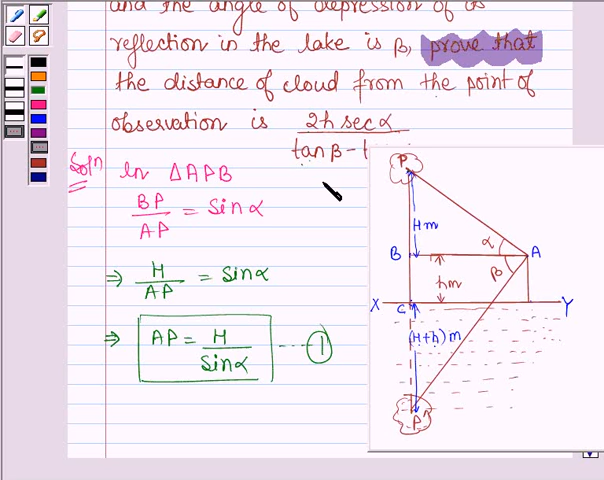 and the angle of depression of its
reflection in the lake is β, prove that
the distance of cloud from the point of
observation is 2h sec α / tan β -
Soln In ΔAPB
BP / AP = Sin α
⇒ H / AP = Sin α
⇒ AP = H / Sin α ---- ①
P
H m
B α A
β
h m
X C Y
(H+h) m
P'